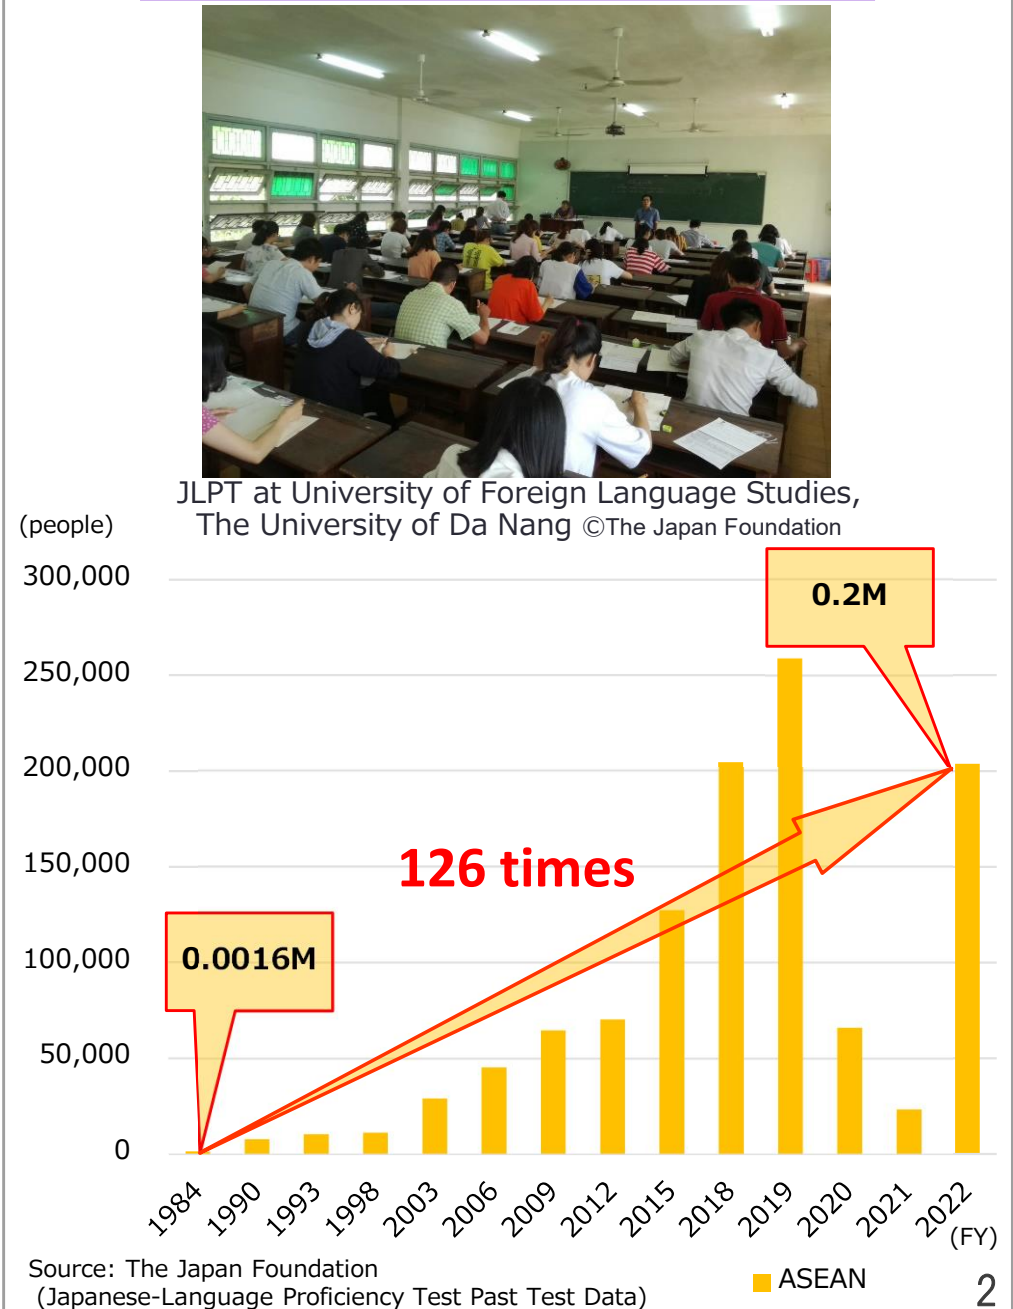 JLPT at University of Foreign Language Studies,
The University of Da Nang ©The Japan Foundation
(people)
300,000
250,000
200,000
150,000
100,000
50,000
0
0.2M
126 times
0.0016M
1984
1990
1993
1998
2003
2006
2009
2012
2015
2018
2019
2020
2021
2022
(FY)
Source: The Japan Foundation
(Japanese-Language Proficiency Test Past Test Data)
ASEAN
2